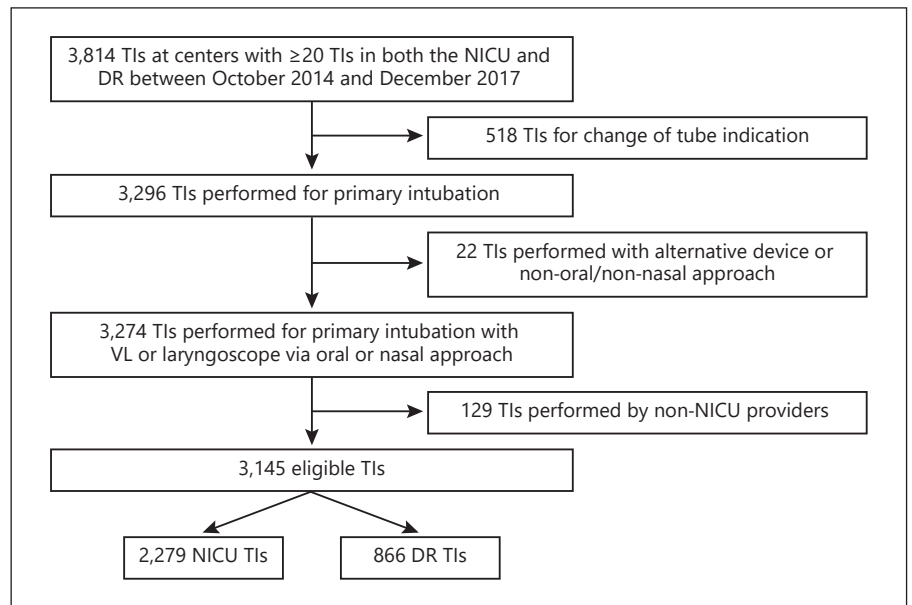 3,814 TIs at centers with ≥20 TIs in both the NICU and
DR between October 2014 and December 2017
518 TIs for change of tube indication
3,296 TIs performed for primary intubation
22 TIs performed with alternative device or
non-oral/non-nasal approach
3,274 TIs performed for primary intubation with
VL or laryngoscope via oral or nasal approach
129 TIs performed by non-NICU providers
3,145 eligible TIs
2,279 NICU TIs
866 DR TIs